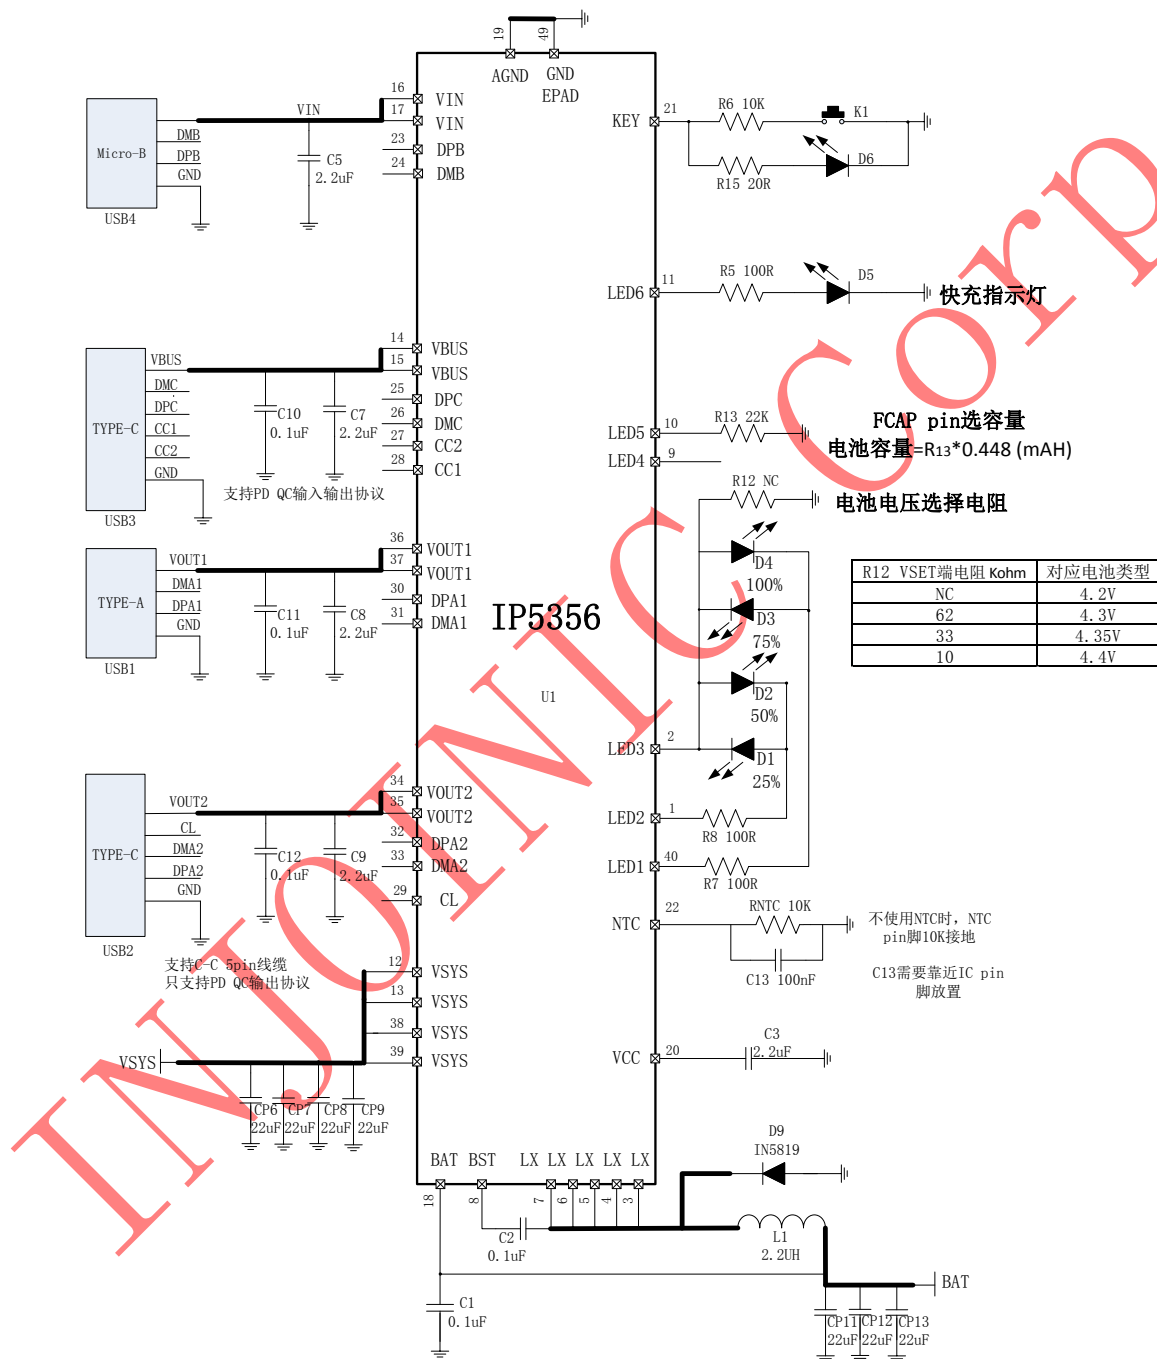 19
49
AGND
GND
EPAD
16
VIN
17
VIN
23
DPB
24
DMB
VIN
Micro-B
DMB
DPB
GND
USB4
C5
2.2uF
21
KEY
R6 10K
K1
R15 20R
D6
11
LED6
R5 100R
D5
快充指示灯
14
VBUS
15
VBUS
25
DPC
26
DMC
27
CC2
28
CC1
VBUS
DMC
DPC
TYPE-C
CC1
CC2
GND
USB3
C10
0.1uF
C7
2.2uF
支持PD QC输入输出协议
10
LED5
R13 22K
9
LED4
FCAP pin选容量
电池容量=R13*0.448 (mAH)
R12 NC
电池电压选择电阻
R12 VSET端电阻 Kohm 对应电池类型
NC 4.2V
62 4.3V
33 4.35V
10 4.4V
D4
100%
D3
75%
D2
50%
D1
25%
36
VOUT1
37
VOUT1
30
DPA1
31
DMA1
VOUT1
DMA1
TYPE-A
DPA1
GND
USB1
C11
0.1uF
C8
2.2uF
IP5356
U1
2
LED3
1
LED2
R8 100R
40
LED1
R7 100R
34
VOUT2
35
VOUT2
32
DPA2
33
DMA2
29
CL
VOUT2
CL
DMA2
TYPE-C
DPA2
GND
USB2
C12
0.1uF
C9
2.2uF
支持C-C 5pin线缆
只支持PD QC输出协议
22
NTC
RNTC 10K
C13 100nF
不使用NTC时，NTC
pin脚10K接地
C13需要靠近IC pin
脚放置
12
VSYS
13
VSYS
38
VSYS
39
VSYS
VSYS
CP6
22uF
CP7
22uF
CP8
22uF
CP9
22uF
20
VCC
C3
2.2uF
BAT BST LX LX LX LX LX
18
8
7
6
5
4
3
D9
IN5819
C2
0.1uF
L1
2.2UH
BAT
C1
0.1uF
CP11
22uF
CP12
22uF
CP13
22uF
INJOINIC Corp